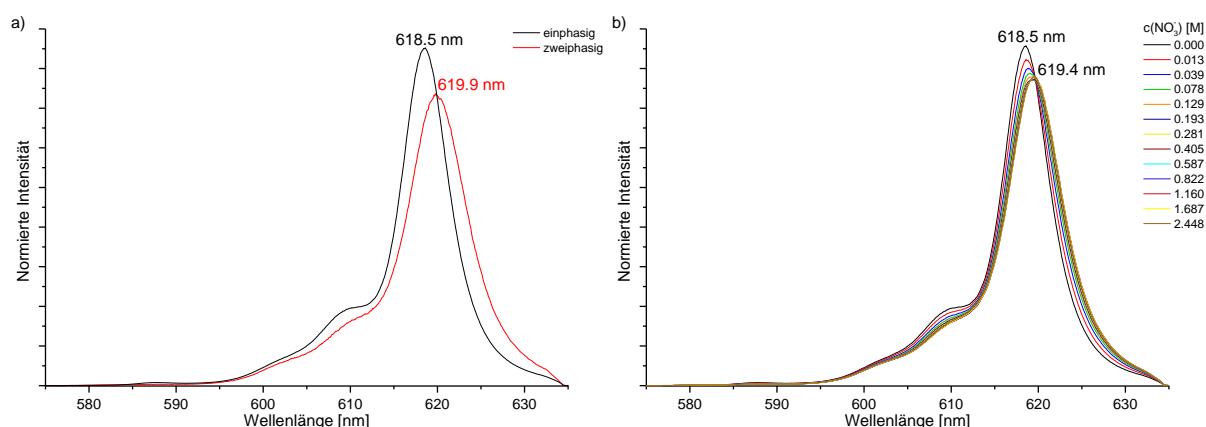 a)
618.5 nm
619.9 nm
einphasig
zweiphasig
Normierte Intensität
580 590 600 610 620 630
Wellenlänge [nm]
b)
618.5 nm
619.4 nm
c(NO₃⁻) [M]
0.000
0.013
0.039
0.078
0.129
0.193
0.281
0.405
0.587
0.822
1.160
1.687
2.448
Normierte Intensität
580 590 600 610 620 630
Wellenlänge [nm]